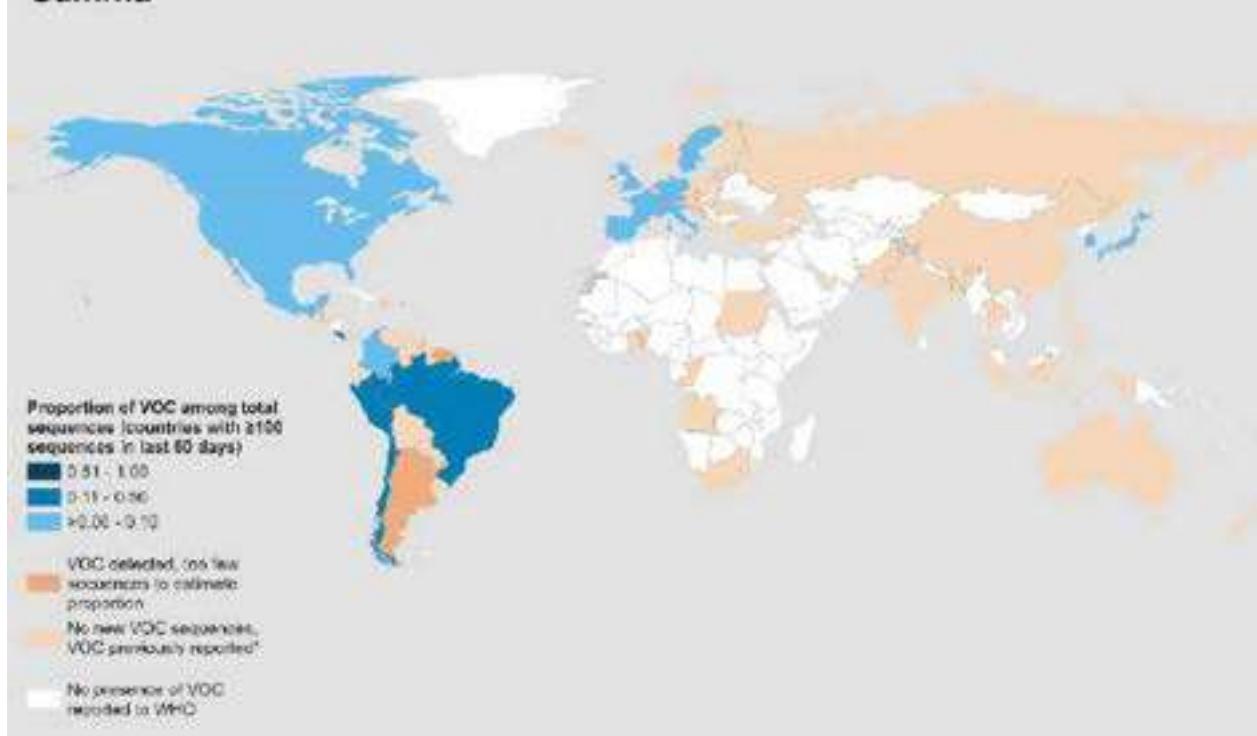 Proportion of VOC among total
sequences (countries with ≥100
sequences in last 60 days)
0.51 - 1.00
0.11 - 0.50
>0.00 - 0.10
VOC detected, too few
sequences to estimate
proportion
No new VOC sequences,
VOC previously reported*
No presence of VOC
reported to WHO